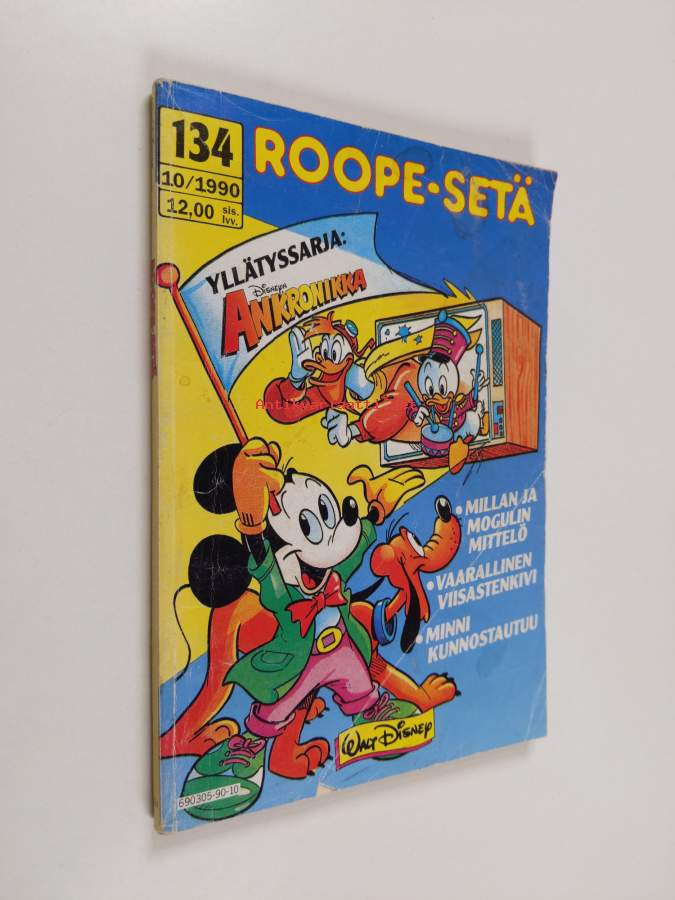 134
10/1990
12,00 sis. lvv.
ROOPE-SETÄ
YLLÄTYSSARJA:
DISNEYN
ANKRONIKKA
• MILLAN JA
MOGULIN
MITTELÖ
• VAARALLINEN
VIISASTENKIVI
• MINNI
KUNNOSTAUTUU
WALT DISNEY
690305-90-10